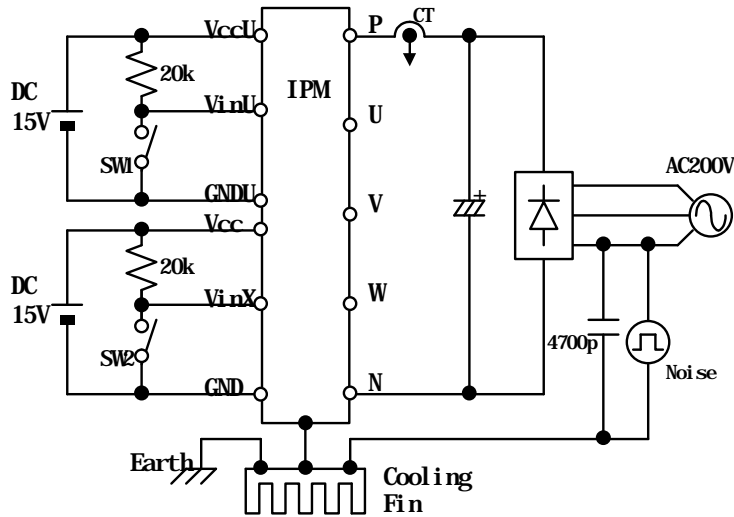 VccU
P
CT
20k
IPM
DC
15V
VinU
U
SW1
AC200V
GNDU
V
+
Vcc
20k
DC
15V
VinX
W
SW2
4700p
GND
N
Noise
Earth
Cooling
Fin